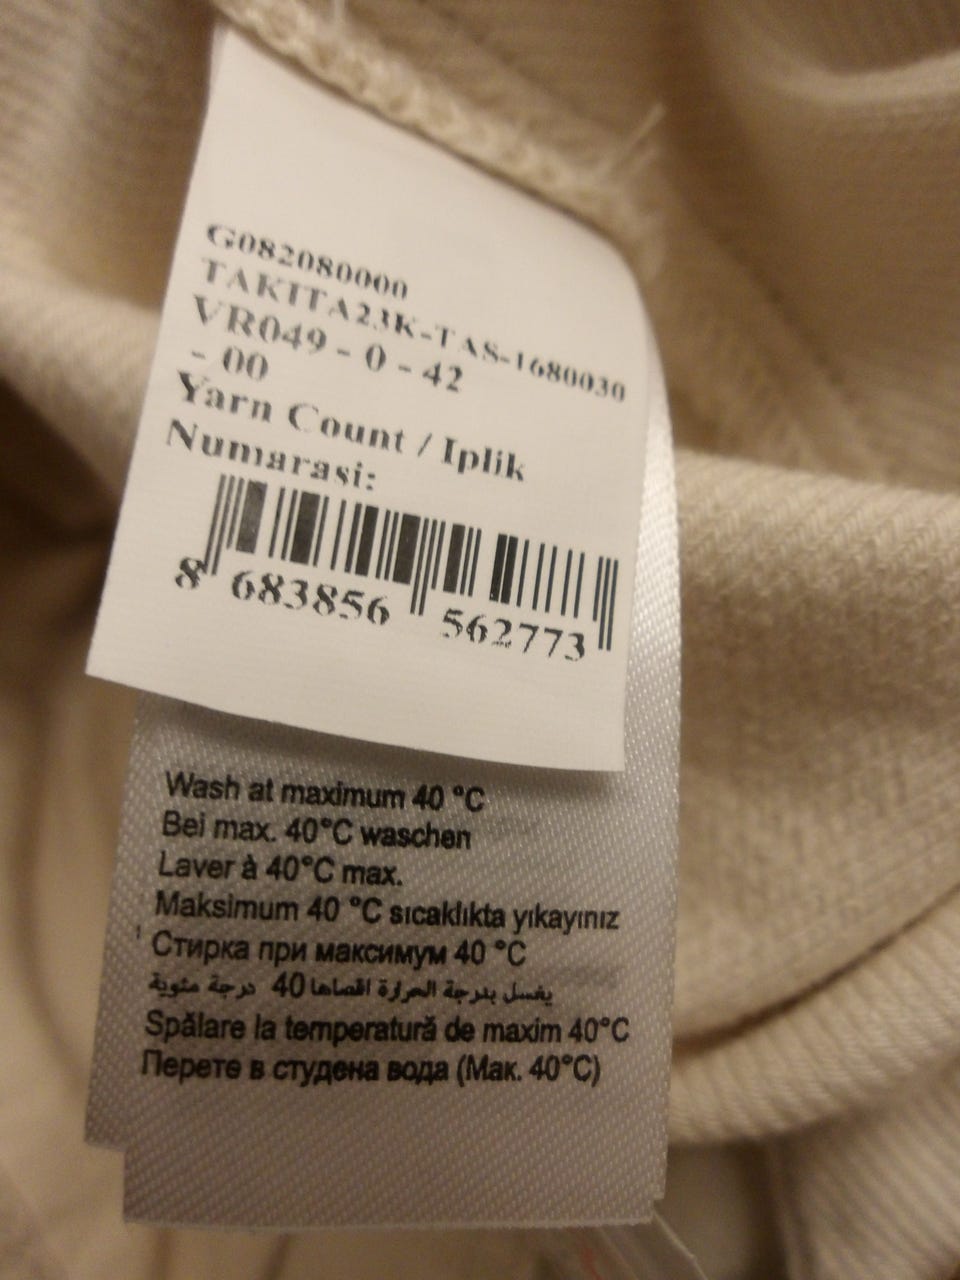 G082080000
TAKITA23K-TAS-1680030
VR049 - 0 - 42
- 00
Yarn Count / Iplik
Numarasi:
8 683856 562773
Wash at maximum 40 °C
Bei max. 40°C waschen
Laver à 40°C max.
Maksimum 40 °C sıcaklıkta yıkayınız
Стирка при максимум 40 °C
يغسل بدرجة الحرارة اقصاها 40 درجة مئوية
Spălare la temperatură de maxim 40°C
Перете в студена вода (Мак. 40°C)